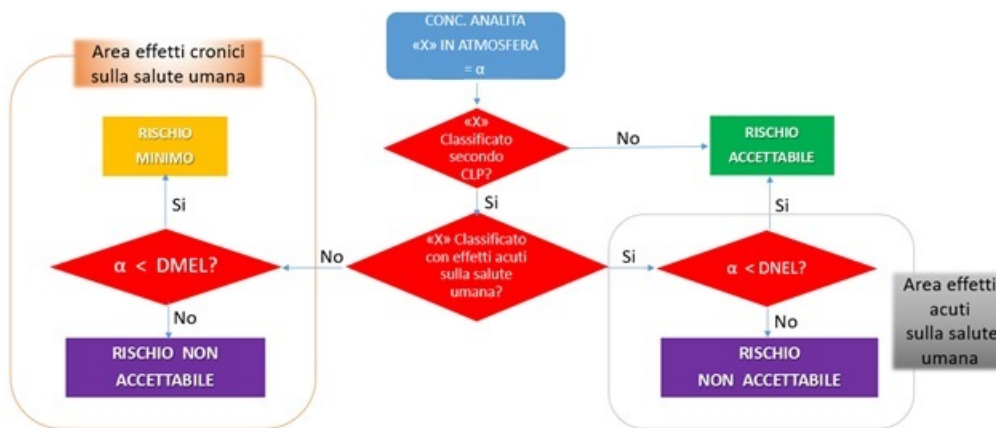 CONC. ANALITA
«X» IN ATMOSFERA
= α
Area effetti cronici
sulla salute umana
«X»
Classificato
secondo
CLP?
No
RISCHIO
ACCETTABILE
RISCHIO
MINIMO
Si
Si
Si
«X» Classificato
con effetti acuti
sulla salute
umana?
No
Si
α < DMEL?
α < DNEL?
Area effetti
acuti
sulla salute
umana
No
No
RISCHIO NON
ACCETTABILE
RISCHIO
NON ACCETTABILE